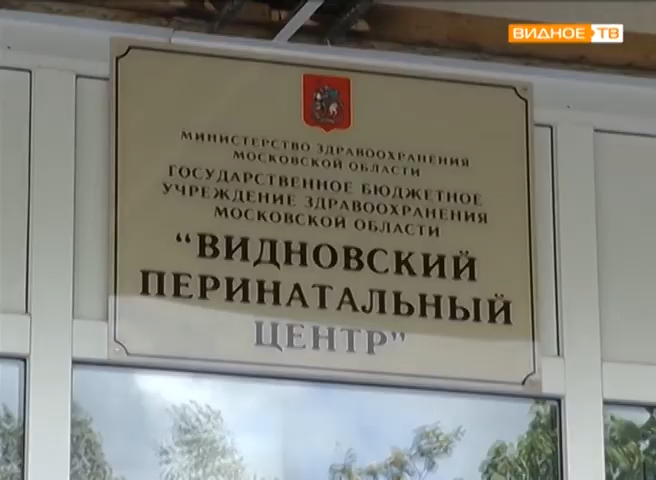 ВИДНОЕ ТВ
МИНИСТЕРСТВО ЗДРАВООХРАНЕНИЯ
МОСКОВСКОЙ ОБЛАСТИ
ГОСУДАРСТВЕННОЕ БЮДЖЕТНОЕ
УЧРЕЖДЕНИЕ ЗДРАВООХРАНЕНИЯ
МОСКОВСКОЙ ОБЛАСТИ
“ВИДНОВСКИЙ
ПЕРИНАТАЛЬНЫЙ
ЦЕНТР”